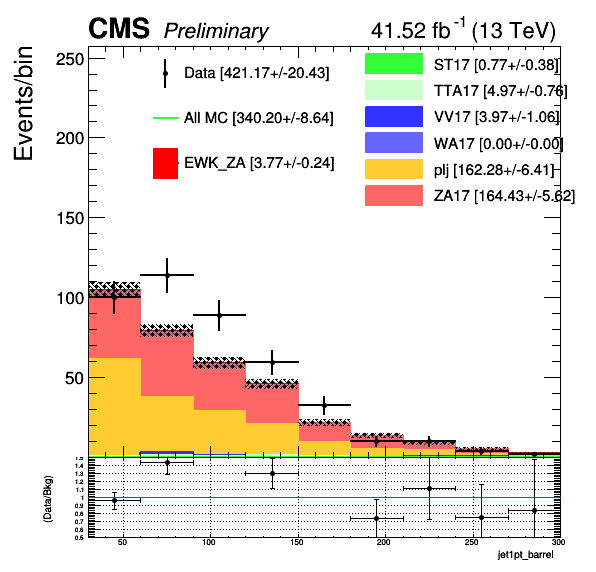 CMS Preliminary 41.52 fb⁻¹ (13 TeV)
Events/bin
250
200
150
100
50
Data [421.17+/-20.43]
All MC [340.20+/-8.64]
EWK_ZA [3.77+/-0.24]
ST17 [0.77+/-0.38]
TTA17 [4.97+/-0.76]
VV17 [3.97+/-1.06]
WA17 [0.00+/-0.00]
plj [162.28+/-6.41]
ZA17 [164.43+/-5.62]
(Data/Bkg)
1.5
1.4
1.3
1.2
1.1
1
0.9
0.8
0.7
0.6
0.5
50 100 150 200 250 300
jet1pt_barrel